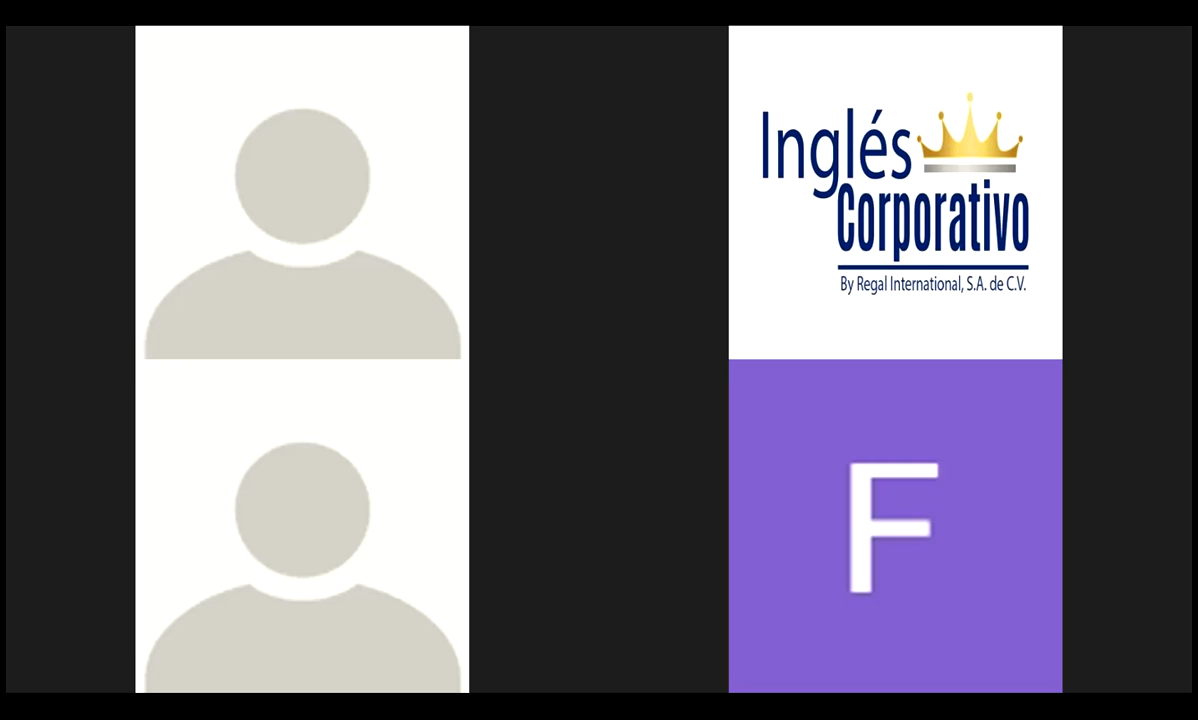 Inglés
Corporativo
By Regal International, S.A. de C.V.
F